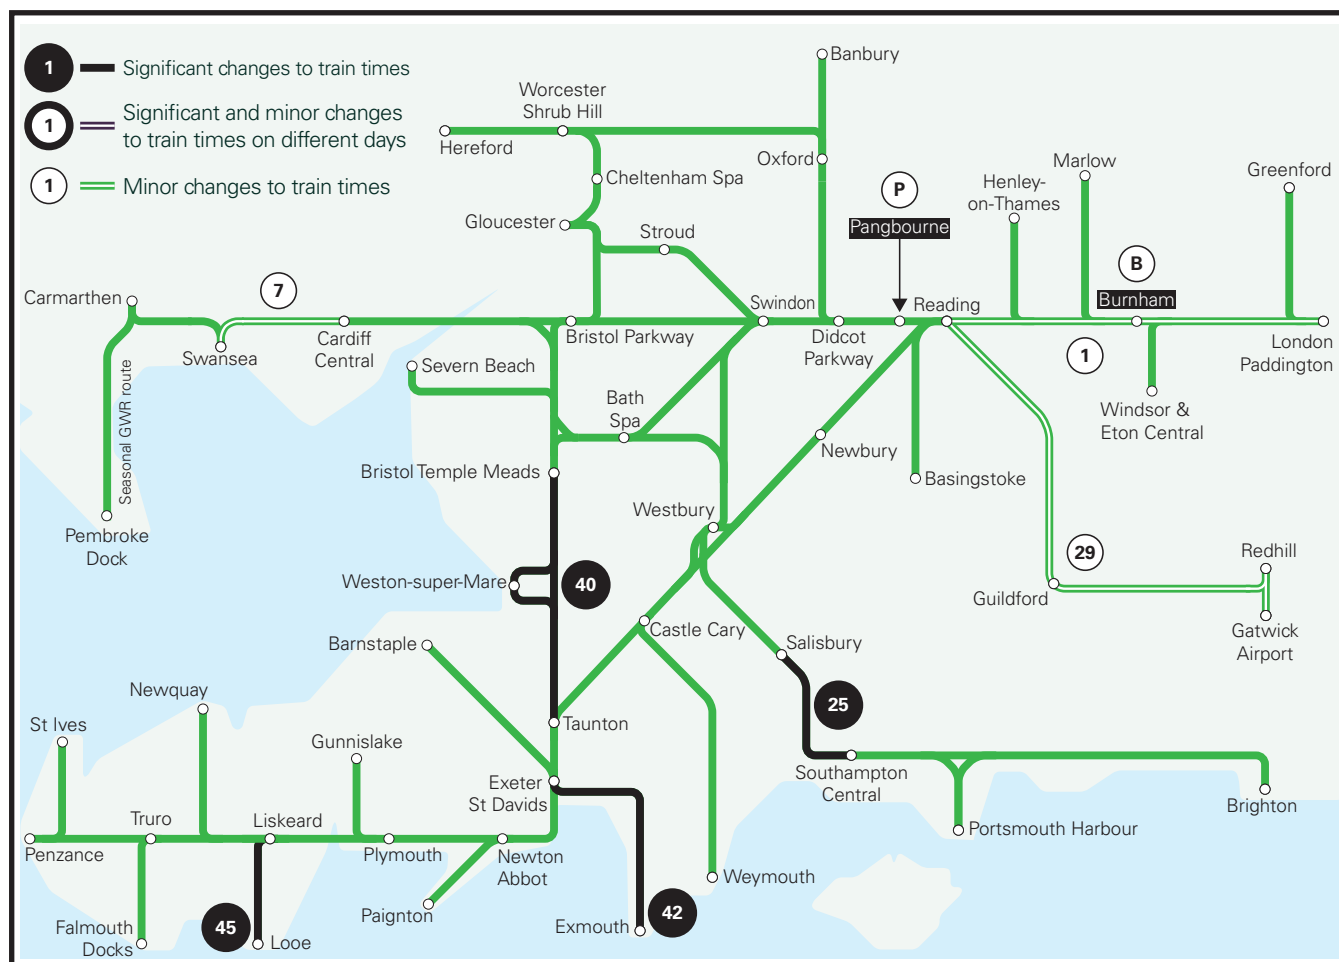 1 Significant changes to train times
1 Significant and minor changes
to train times on different days
1 Minor changes to train times
Banbury
Worcester
Shrub Hill
Hereford
Oxford
Cheltenham Spa
Gloucester
Stroud
P
Pangbourne
Henley-
on-Thames
Marlow
Greenford
B
Burnham
Carmarthen
7
Swansea
Cardiff
Central
Bristol Parkway
Swindon
Didcot
Parkway
Reading
1
London
Paddington
Windsor &
Eton Central
Severn Beach
Bath
Spa
Seasonal GWR route
Pembroke
Dock
Bristol Temple Meads
Newbury
Basingstoke
Westbury
Weston-super-Mare
40
29
Redhill
Guildford
Gatwick
Airport
Castle Cary
Salisbury
Barnstaple
25
Newquay
St Ives
Gunnislake
Taunton
Exeter
St Davids
Southampton
Central
Brighton
Portsmouth Harbour
Truro
Liskeard
Penzance
Plymouth
Newton
Abbot
Weymouth
Paignton
Falmouth
Docks
45
Looe
Exmouth
42